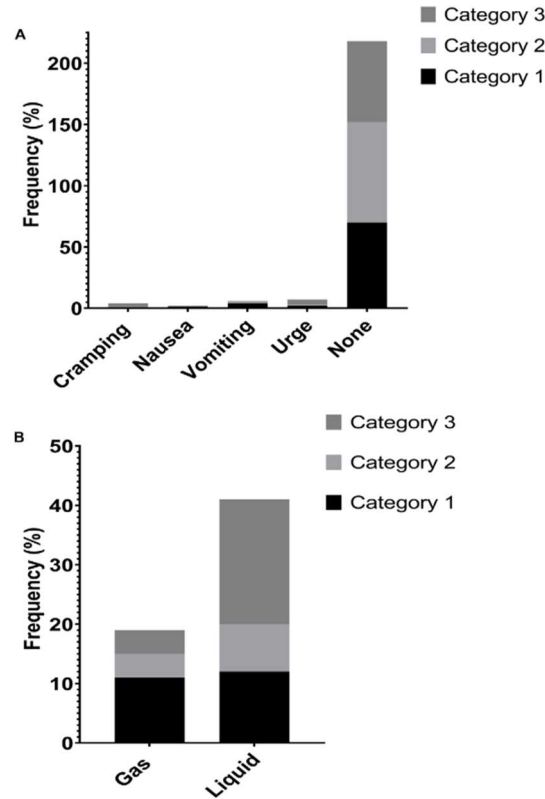 A
Category 3
Category 2
Category 1
Frequency (%)
200
150
100
50
0
Cramping
Nausea
Vomiting
Urge
None
B
Category 3
Category 2
Category 1
Frequency (%)
50
40
30
20
10
0
Gas
Liquid